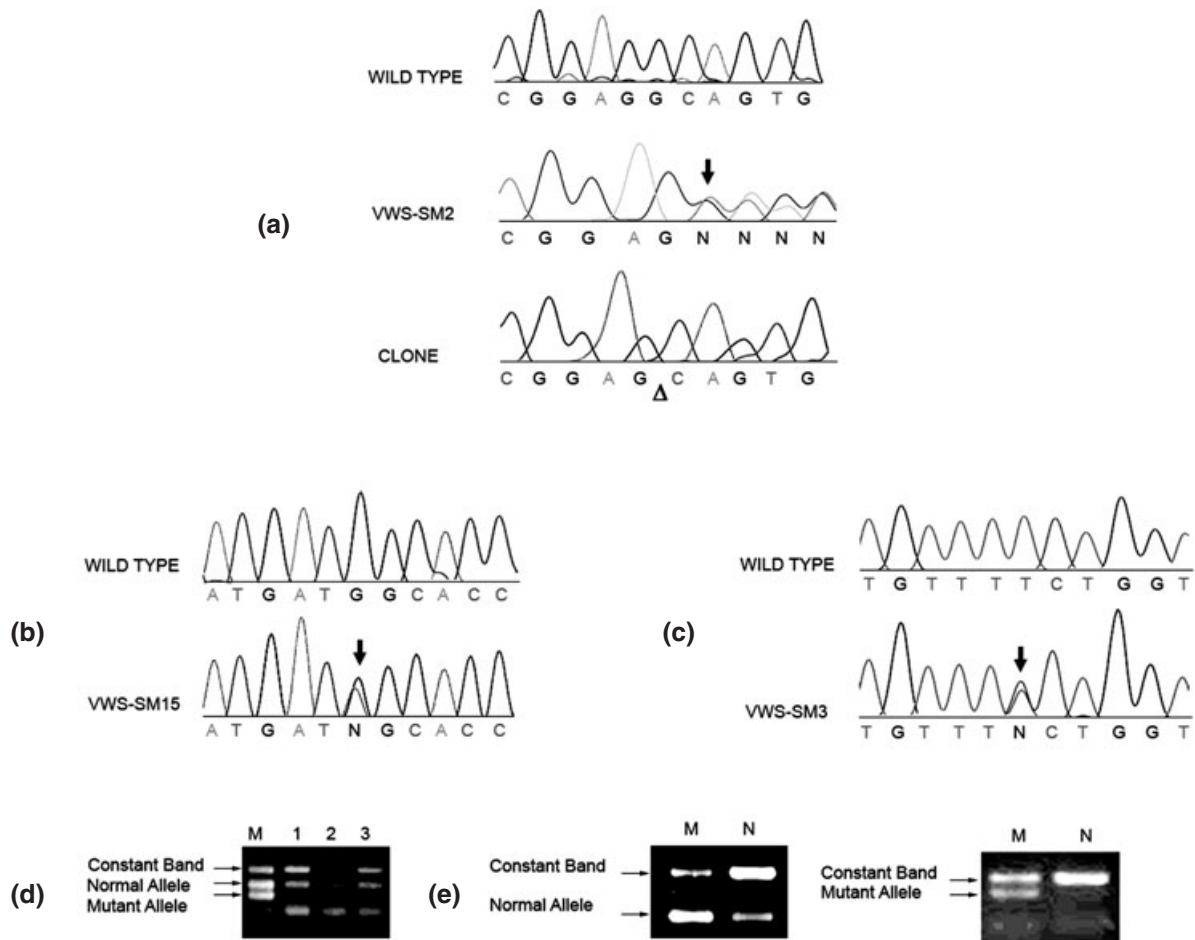 WILD TYPE
C G G A G G C A G T G
(a)
VWS-SM2
C G G A G N N N N
CLONE
C G G A G C A G T G
Δ
WILD TYPE
A T G A T G G C A C C
(b)
VWS-SM15
A T G A T N G C A C C
WILD TYPE
T G T T T T C T G G T
(c)
VWS-SM3
T G T T T N C T G G T
(d)
M 1 2 3
Constant Band
Normal Allele
Mutant Allele
(e)
M N
Constant Band
Normal Allele
M N
Constant Band
Mutant Allele